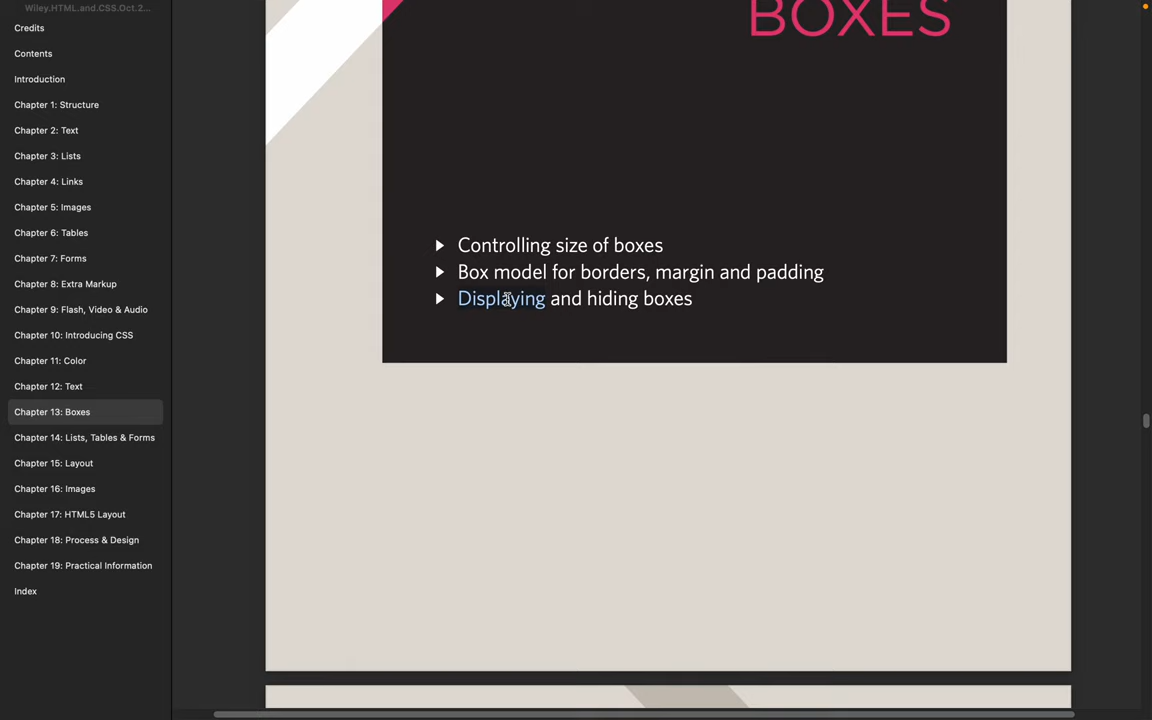 Wiley.HTML.and.CSS.Oct.2...
Credits
Contents
Introduction
Chapter 1: Structure
Chapter 2: Text
Chapter 3: Lists
Chapter 4: Links
Chapter 5: Images
Chapter 6: Tables
Chapter 7: Forms
Chapter 8: Extra Markup
Chapter 9: Flash, Video & Audio
Chapter 10: Introducing CSS
Chapter 11: Color
Chapter 12: Text
Chapter 13: Boxes
Chapter 14: Lists, Tables & Forms
Chapter 15: Layout
Chapter 16: Images
Chapter 17: HTML5 Layout
Chapter 18: Process & Design
Chapter 19: Practical Information
Index
BOXES
Controlling size of boxes
Box model for borders, margin and padding
Displaying and hiding boxes